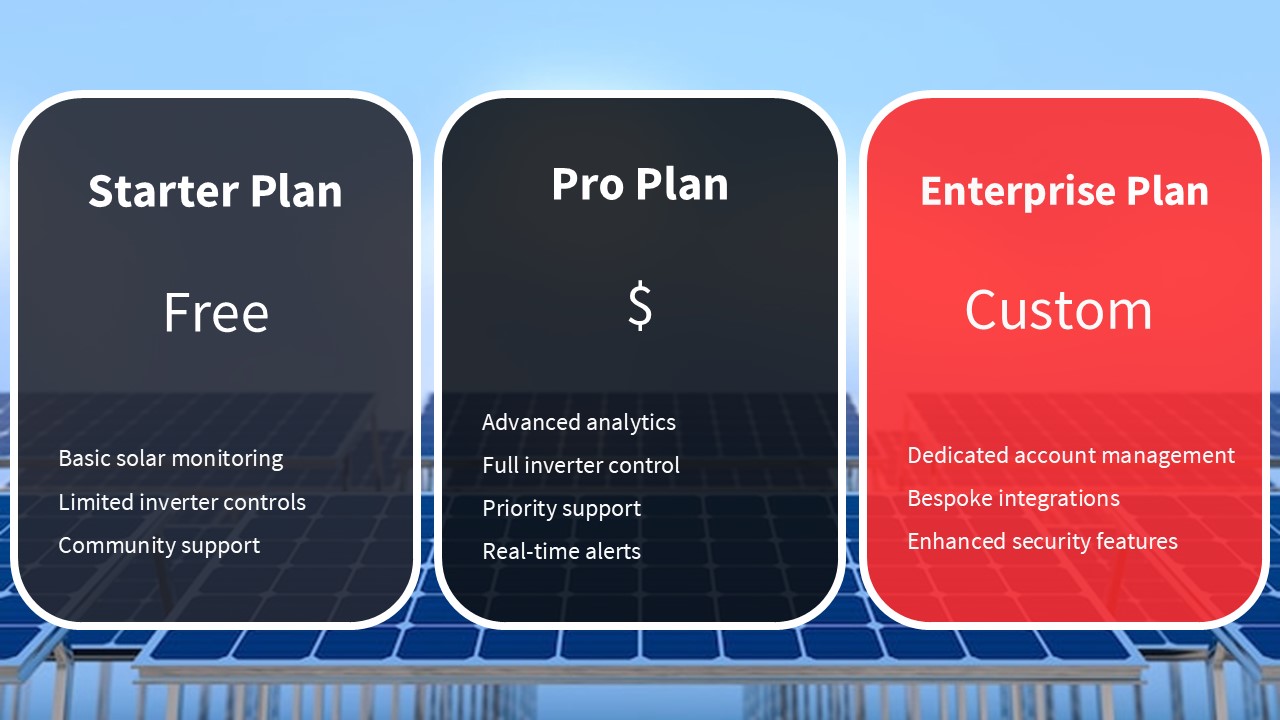 Starter Plan
Free
Basic solar monitoring
Limited inverter controls
Community support
Pro Plan
$
Advanced analytics
Full inverter control
Priority support
Real-time alerts
Enterprise Plan
Custom
Dedicated account management
Bespoke integrations
Enhanced security features